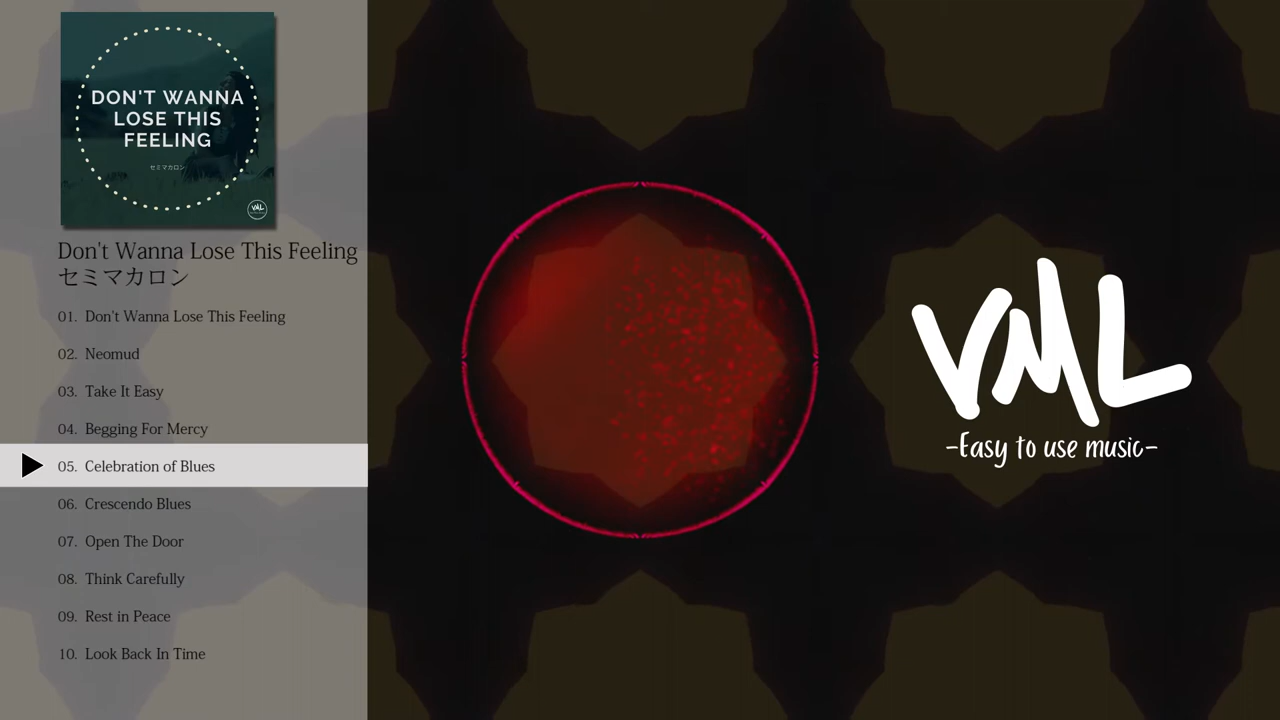 DON'T WANNA
LOSE THIS
FEELING
セミマカロン
VML
Don't Wanna Lose This Feeling
セミマカロン
01. Don't Wanna Lose This Feeling
02. Neomud
03. Take It Easy
04. Begging For Mercy
05. Celebration of Blues
06. Crescendo Blues
07. Open The Door
08. Think Carefully
09. Rest in Peace
10. Look Back In Time
VML
-Easy to use music-